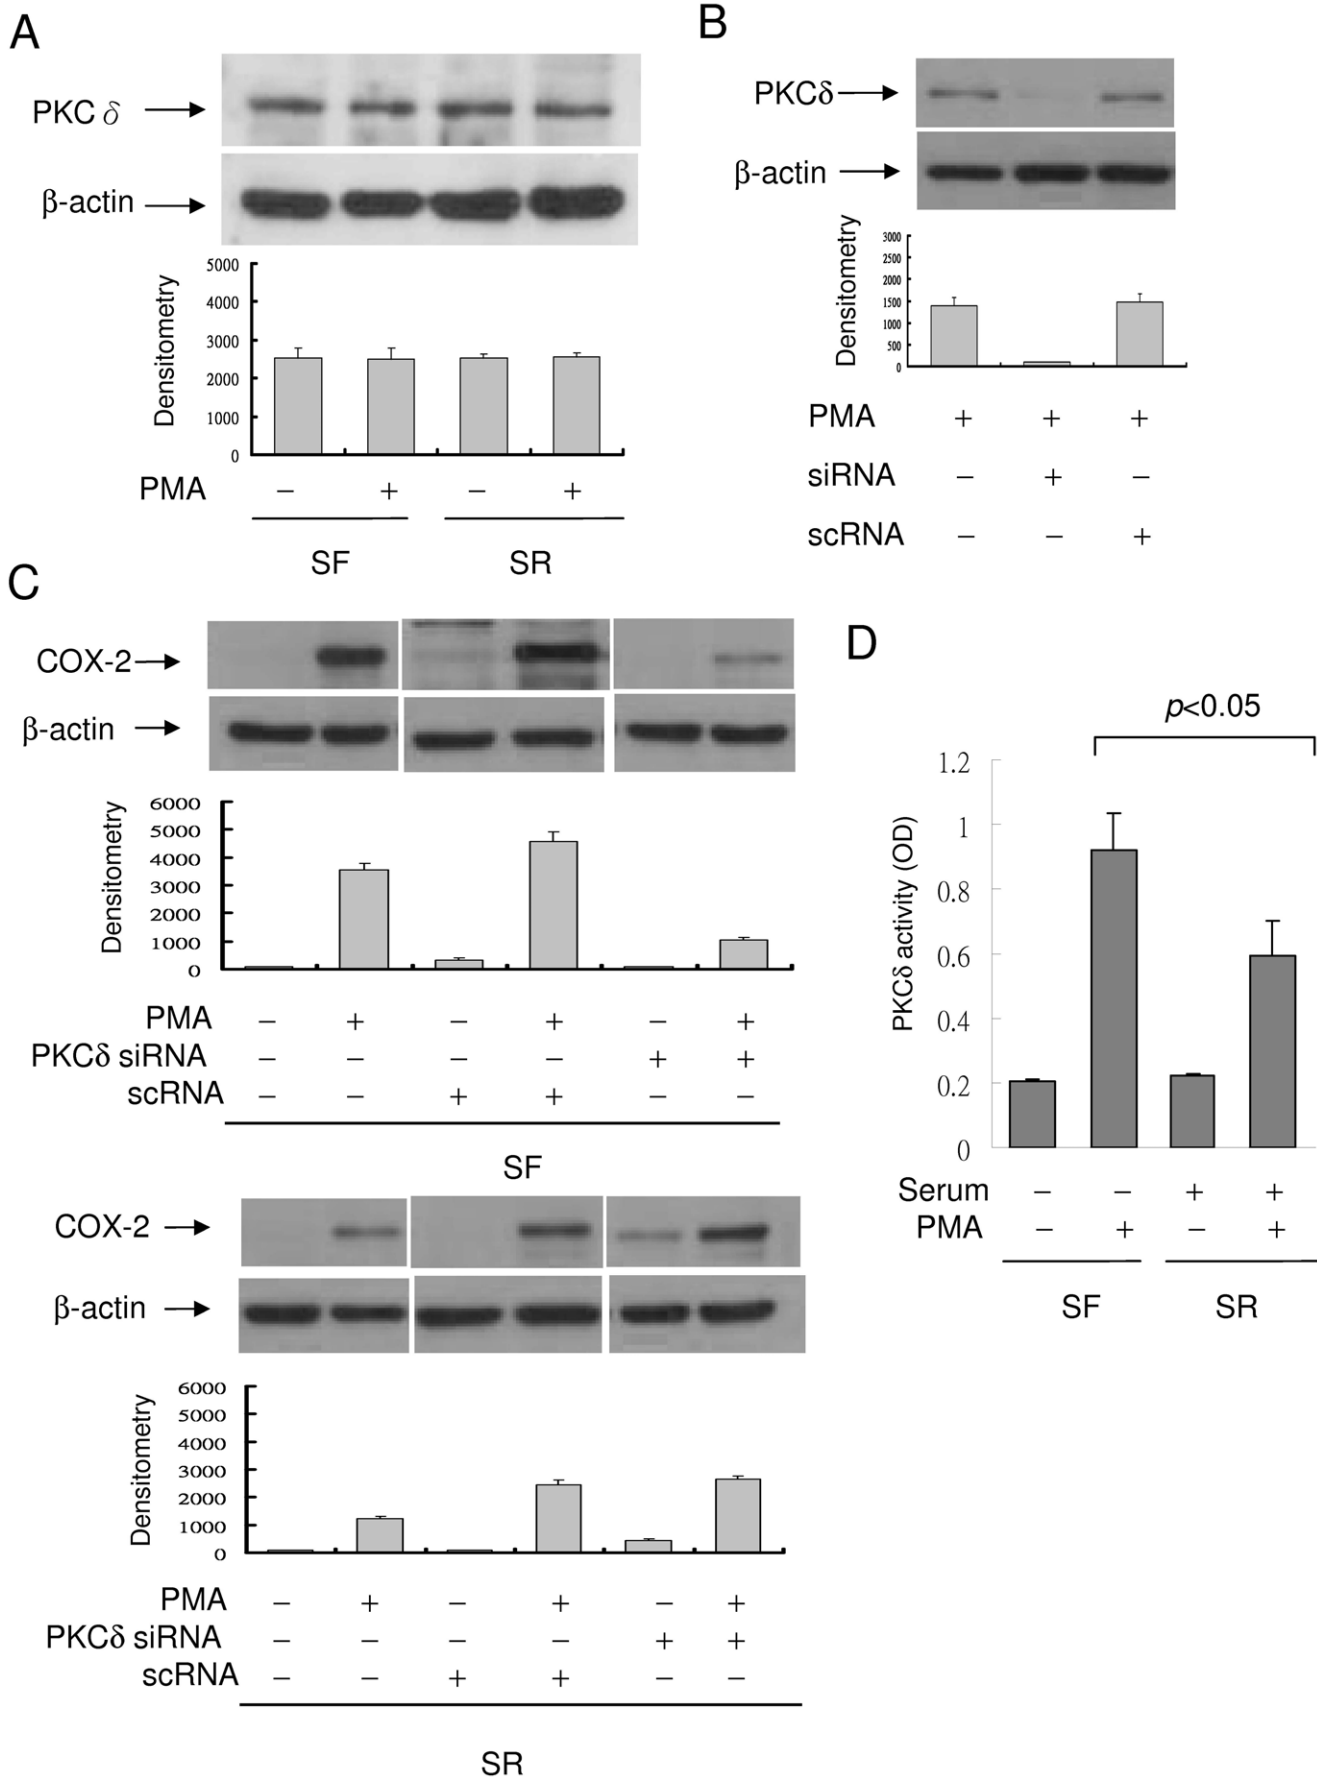 A
PKC δ
β-actin
Densitometry
5000
4000
3000
2000
1000
0
PMA − + − +
SF SR
B
PKCδ
β-actin
Densitometry
3000
2500
2000
1500
1000
500
0
PMA + + +
siRNA − + −
scRNA − − +
C
COX-2
β-actin
Densitometry
6000
5000
4000
3000
2000
1000
0
PMA − + − + − +
PKCδ siRNA − − − − + +
scRNA − − + + − −
SF
COX-2
β-actin
Densitometry
6000
5000
4000
3000
2000
1000
0
PMA − + − + − +
PKCδ siRNA − − − − + +
scRNA − − + + − −
SR
D
p<0.05
PKCδ activity (OD)
1.2
1
0.8
0.6
0.4
0.2
0
Serum − − + +
PMA − + − +
SF SR